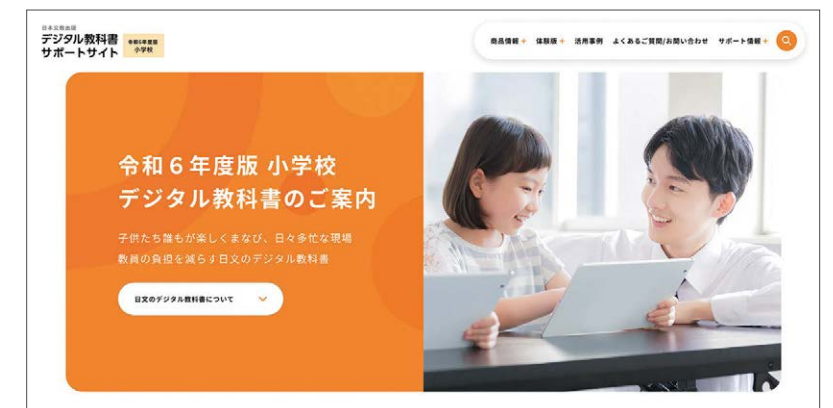 日本文教出版
デジタル教科書
サポートサイト
令和6年度版
小学校
商品情報 + 体験版 + 活用事例 よくあるご質問/お問い合わせ サポート情報 +
令和6年度版 小学校
デジタル教科書のご案内
子供たち誰もが楽しくまなび、日々多忙な現場
教員の負担を減らす日文のデジタル教科書
日文のデジタル教科書について